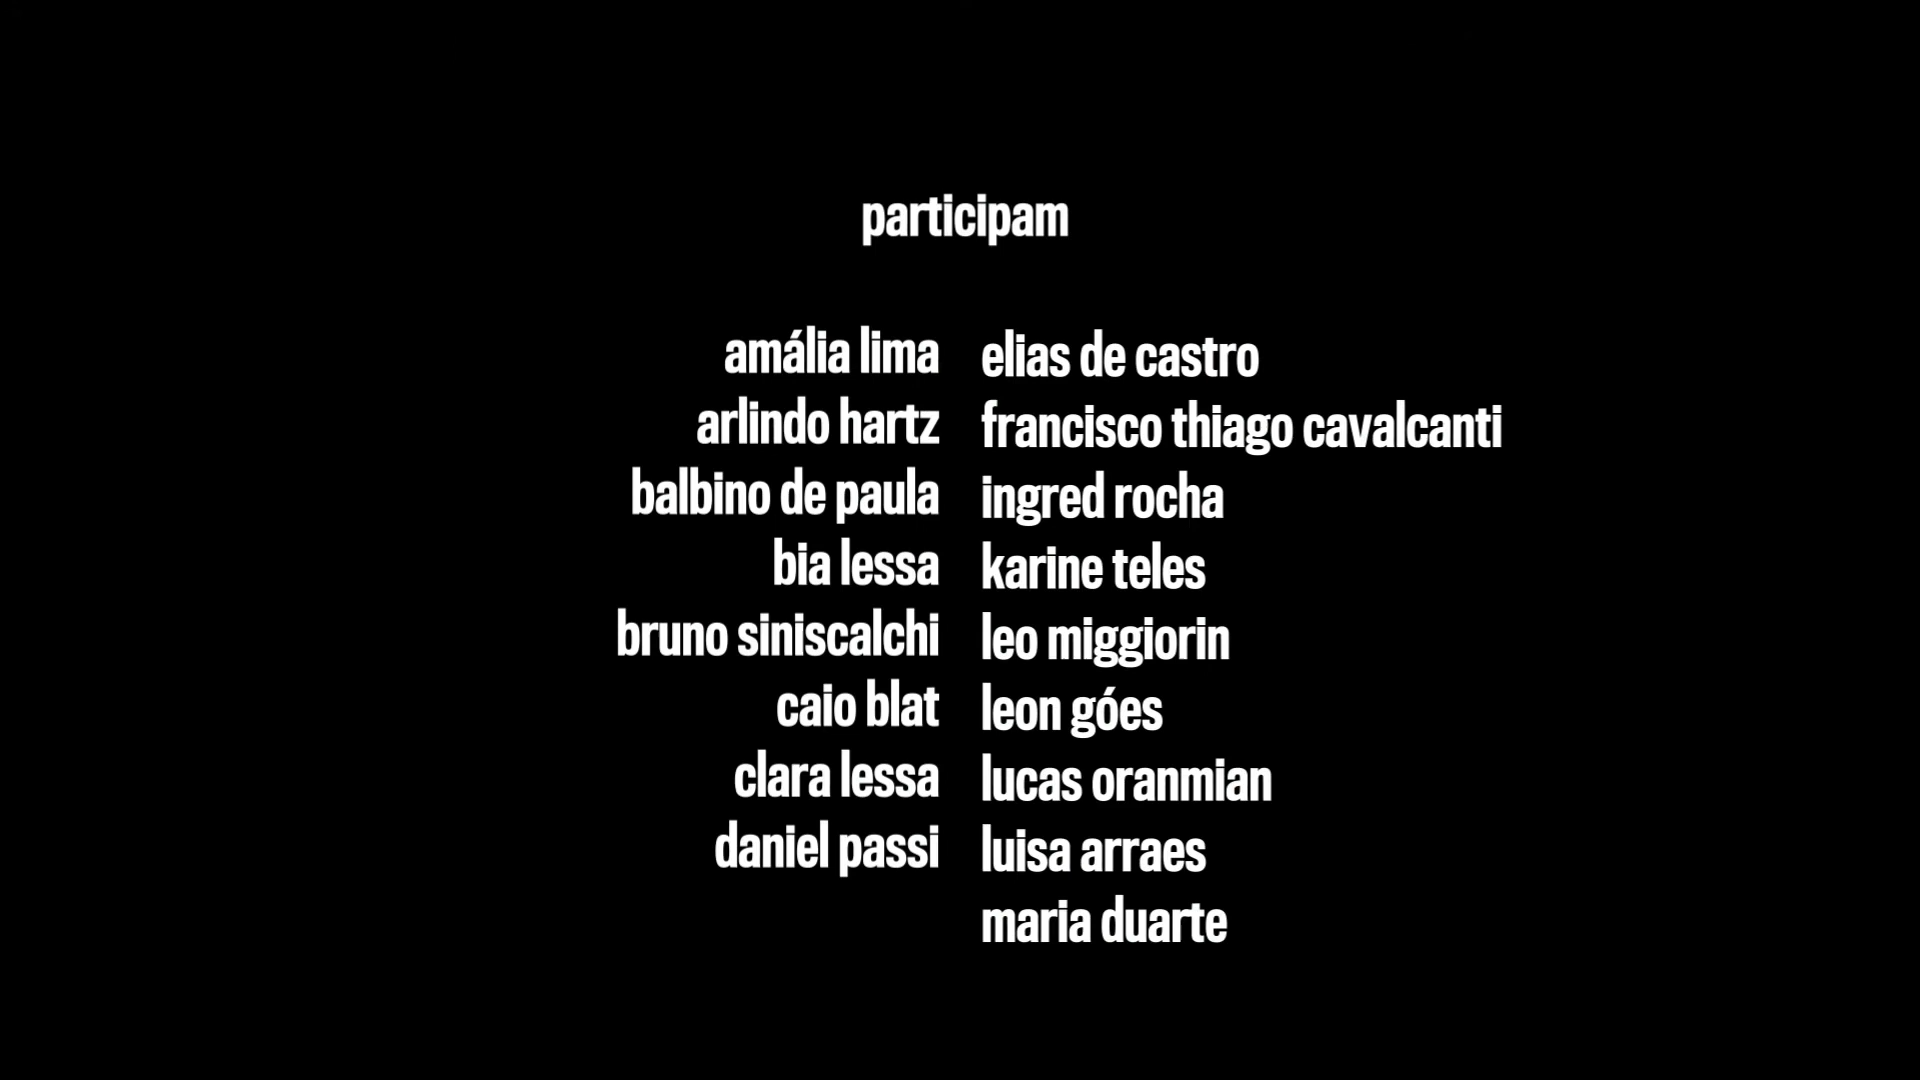 participam
amália lima
arlindo hartz
balbino de paula
bia lessa
bruno siniscalchi
caio blat
clara lessa
daniel passi
elias de castro
francisco thiago cavalcanti
ingred rocha
karine teles
leo miggiorin
leon góes
lucas oranmian
luisa arraes
maria duarte